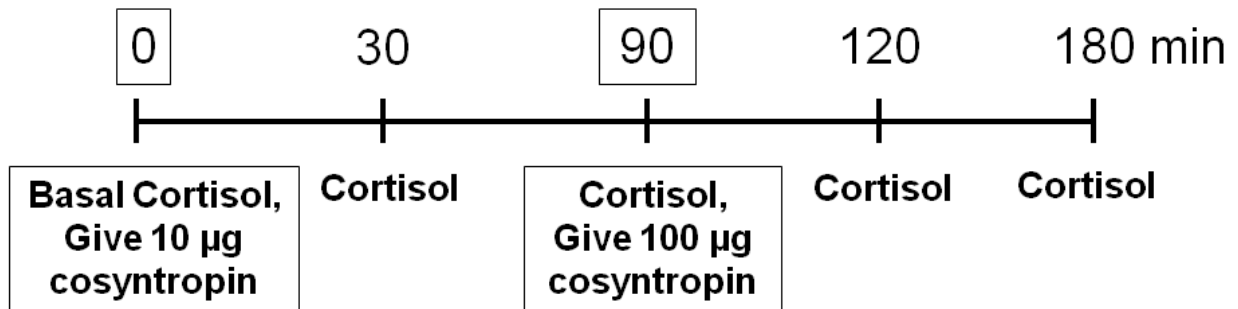 0 30 90 120 180 min
Basal Cortisol,
Give 10 µg
cosyntropin
Cortisol
Cortisol,
Give 100 µg
cosyntropin
Cortisol
Cortisol